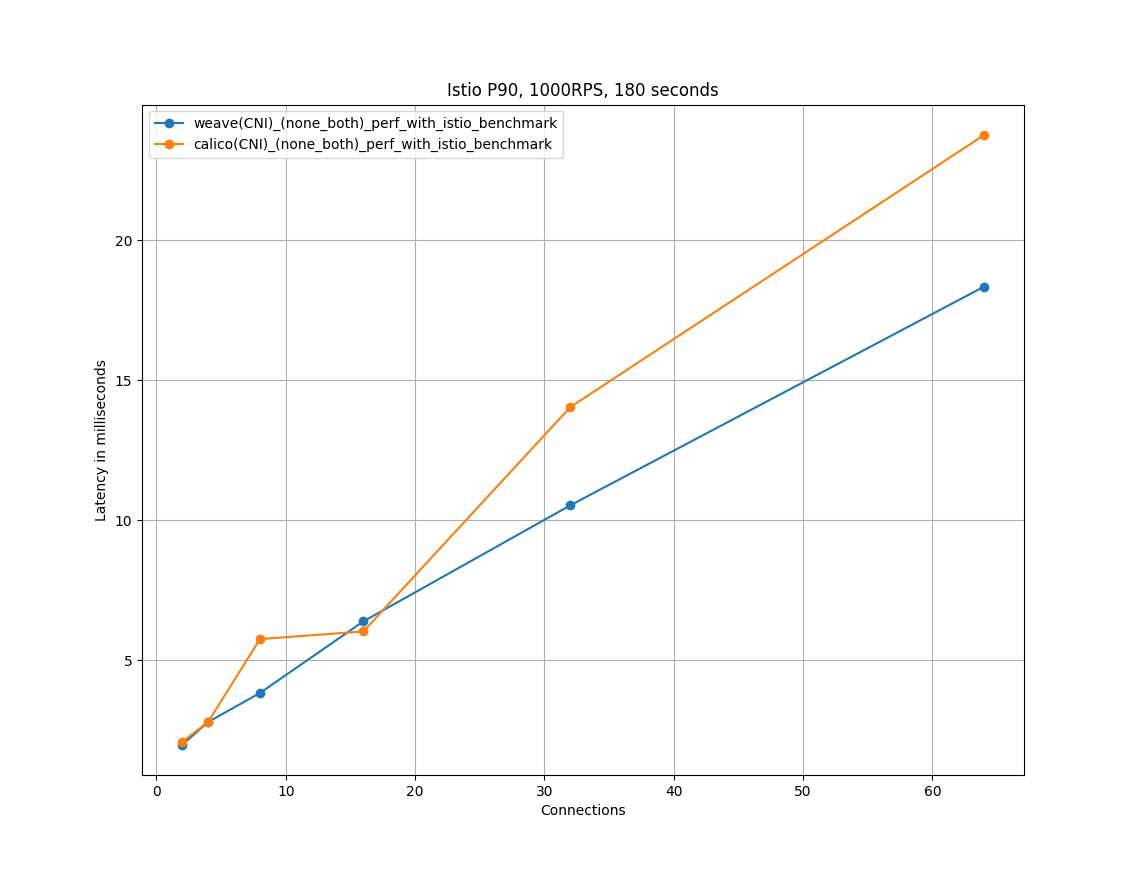 Istio P90, 1000RPS, 180 seconds
weave(CNI)_(none_both)_perf_with_istio_benchmark
calico(CNI)_(none_both)_perf_with_istio_benchmark
20
15
10
5
Latency in milliseconds
0 10 20 30 40 50 60
Connections